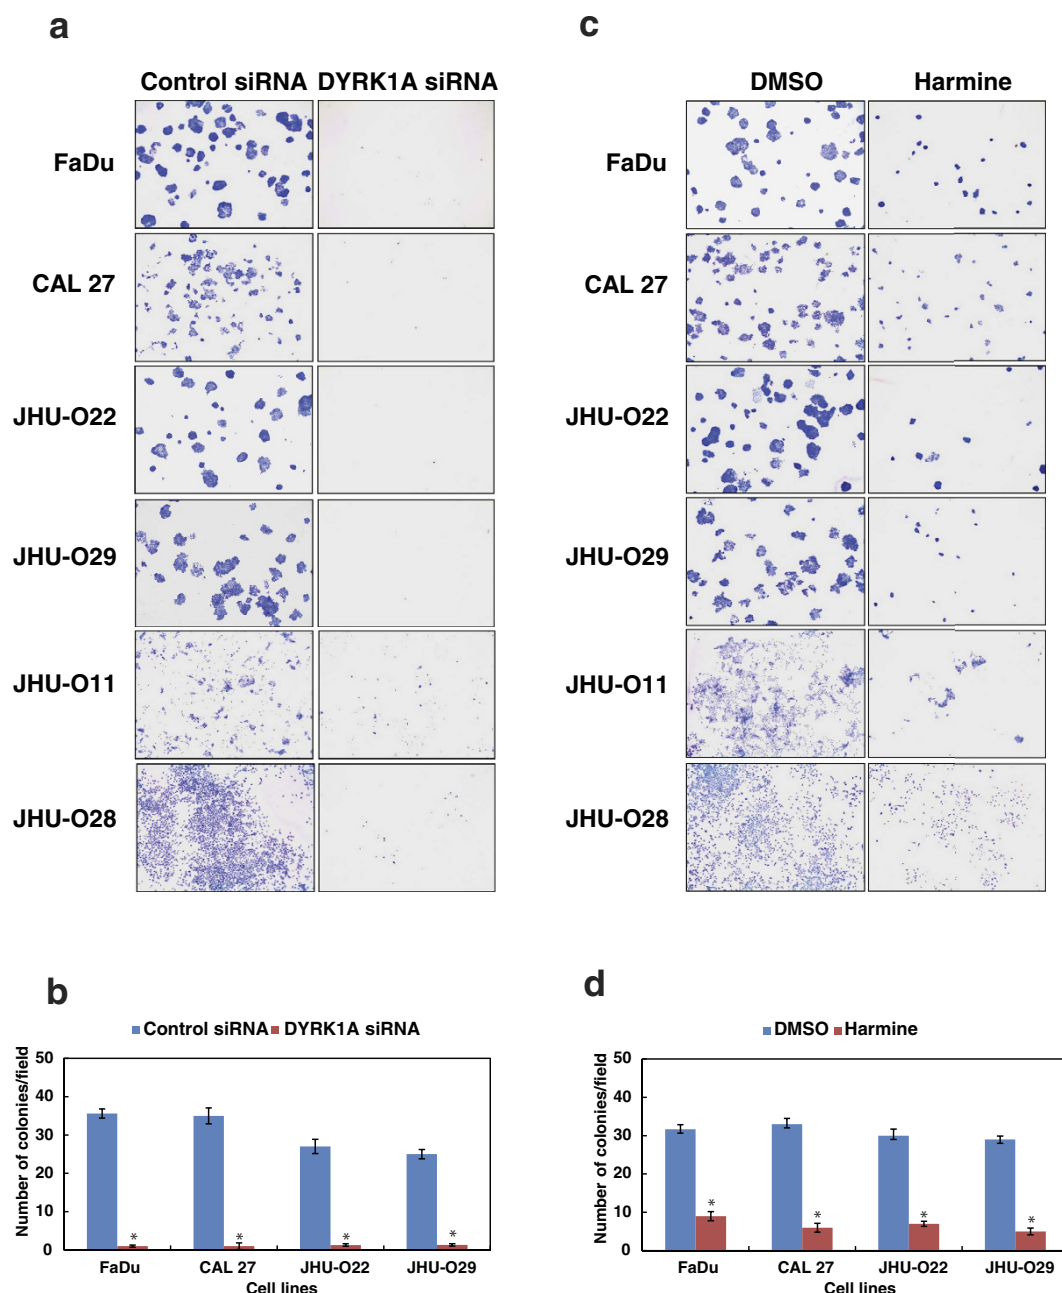 a
Control siRNA DYRK1A siRNA
FaDu
CAL 27
JHU-O22
JHU-O29
JHU-O11
JHU-O28
c
DMSO Harmine
FaDu
CAL 27
JHU-O22
JHU-O29
JHU-O11
JHU-O28
b
Control siRNA DYRK1A siRNA
Number of colonies/field
50
40
30
20
10
0
* * * *
FaDu CAL 27 JHU-O22 JHU-O29
Cell lines
d
DMSO Harmine
Number of colonies/field
50
40
30
20
10
0
* * * *
FaDu CAL 27 JHU-O22 JHU-O29
Cell lines